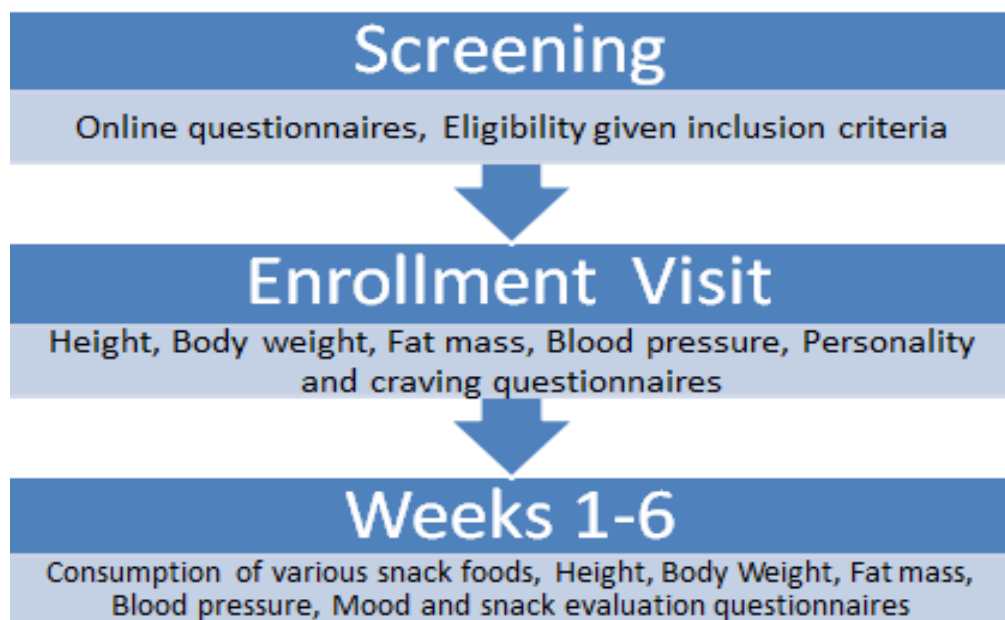 Screening
Online questionnaires, Eligibility given inclusion criteria
Enrollment Visit
Height, Body weight, Fat mass, Blood pressure, Personality
and craving questionnaires
Weeks 1-6
Consumption of various snack foods, Height, Body Weight, Fat mass,
Blood pressure, Mood and snack evaluation questionnaires